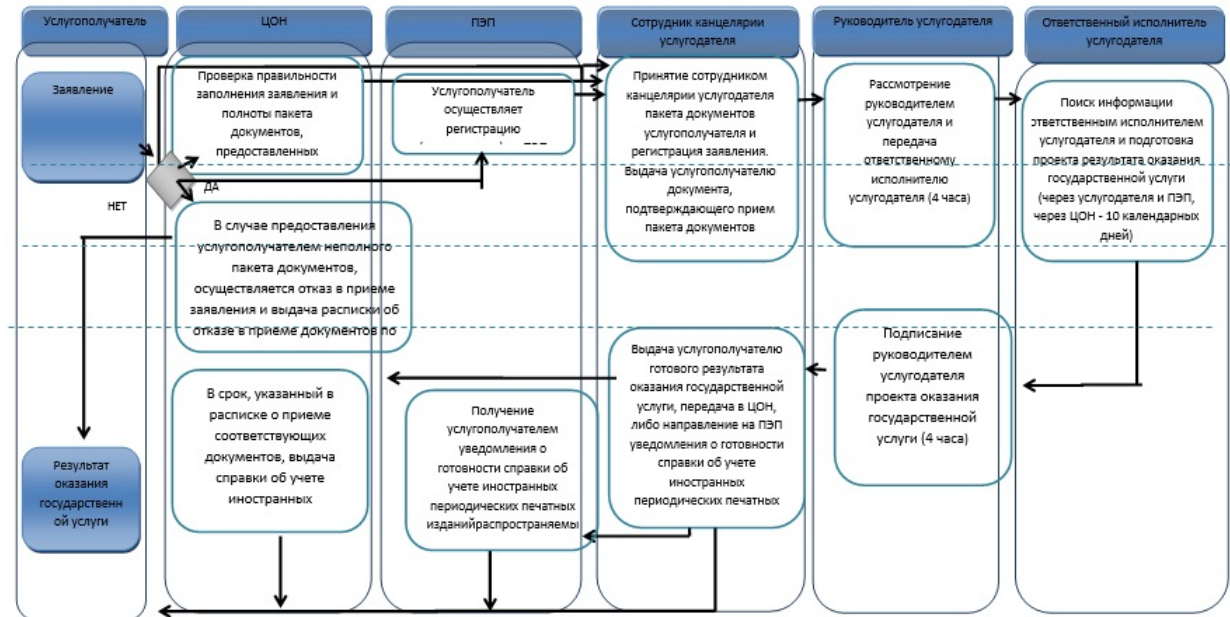 Услугополучатель
ЦОН
ПЭП
Сотрудник канцелярии
услугодателя
Руководитель услугодателя
Ответственный исполнитель
услугодателя
Заявление
НЕТ
ДА
Проверка правильности
заполнения заявления и
полноты пакета
документов,
предоставленных
Услугополучатель
осуществляет
регистрацию
Принятие сотрудником
канцелярии услугодателя
пакета документов
услугополучателя и
регистрация заявления.
Выдача услугополучателю
документа,
подтверждающего прием
пакета документов
Рассмотрение
руководителем
услугодателя и
передача
ответственному
исполнителю
услугодателя (4 часа)
Поиск информации
ответственным исполнителем
услугодателя и подготовка
проекта результата оказания
государственной услуги
(через услугодателя и ПЭП,
через ЦОН - 10 календарных
дней)
В случае предоставления
услугополучателем неполного
пакета документов,
осуществляется отказ в приеме
заявления и выдача расписки об
отказе в приеме документов по
Результат
оказания
государственн
ой услуги
В срок, указанный в
расписке о приеме
соответствующих
документов, выдача
справки об учете
иностранных
Получение
услугополучателем
уведомления о
готовности справки об
учете иностранных
периодических печатных
изданийраспространяемы
Выдача услугополучателю
готового результата
оказания государственной
услуги, передача в ЦОН,
либо направление на ПЭП
уведомления о готовности
справки об учете
иностранных
периодических печатных
Подписание
руководителем
услугодателя
проекта оказания
государственной
услуги (4 часа)